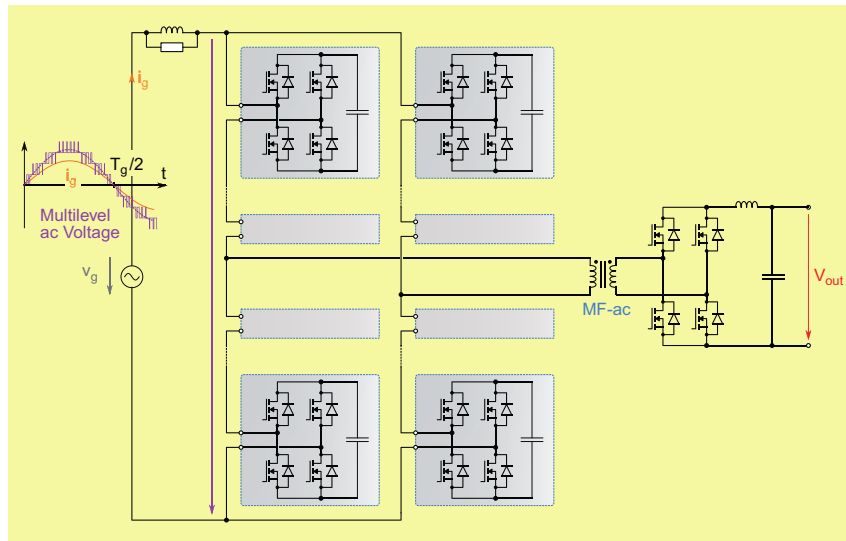 i_g
T_g/2
t
i_g
Multilevel
ac Voltage
v_g
MF-ac
V_out